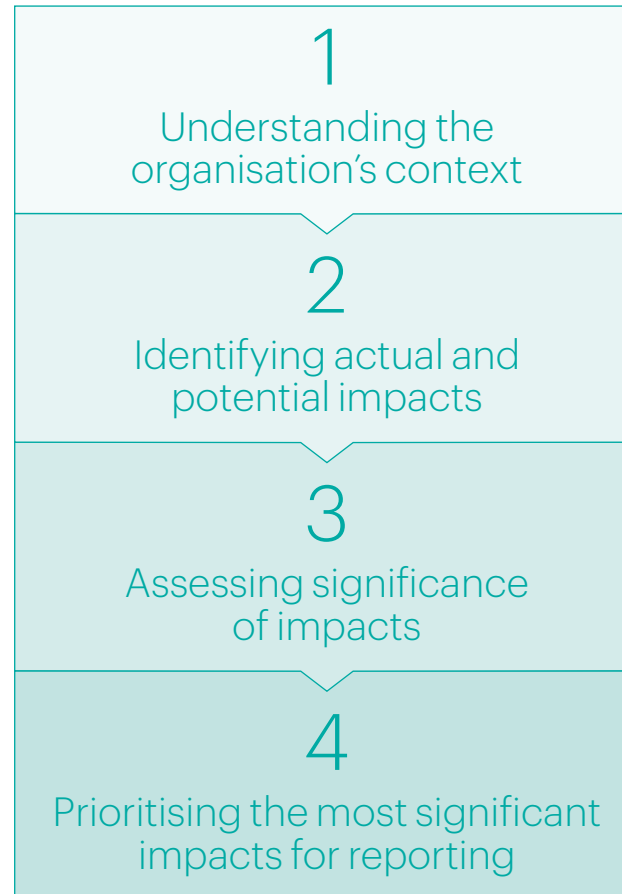 1
Understanding the
organisation’s context
2
Identifying actual and
potential impacts
3
Assessing significance
of impacts
4
Prioritising the most significant
impacts for reporting